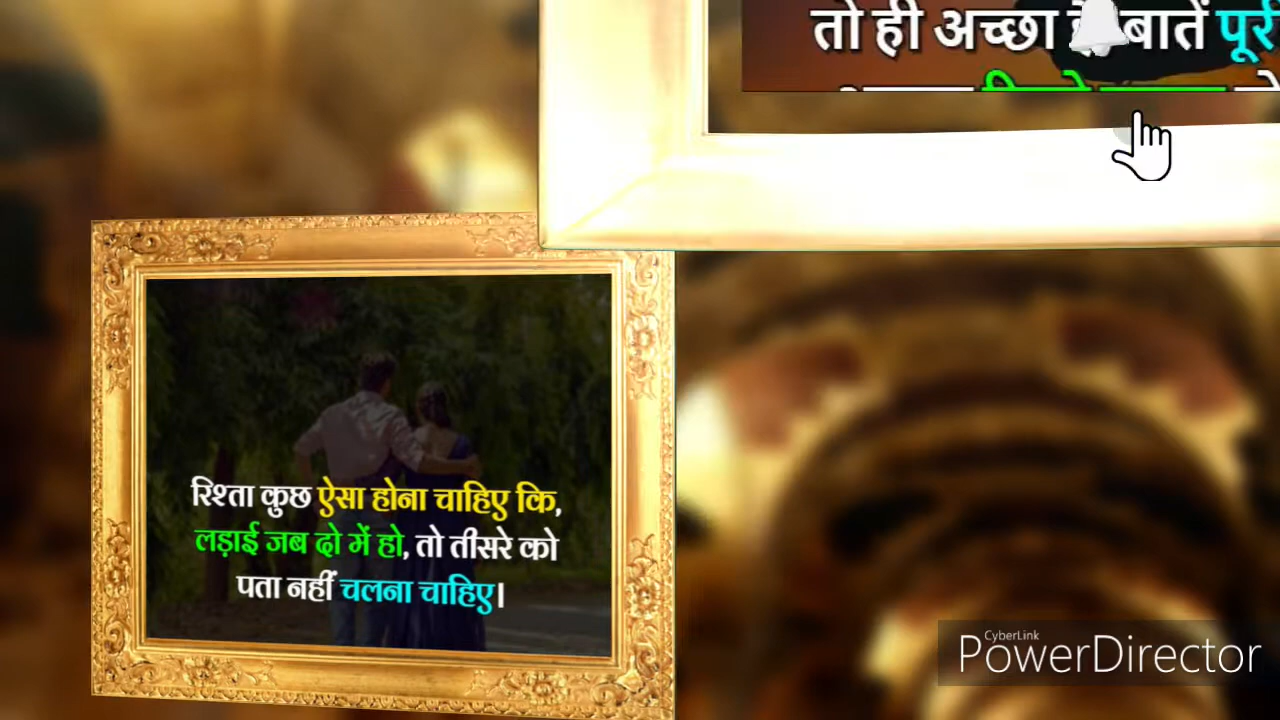 तो ही अच्छा बातें
रिश्ता कुछ ऐसा होना चाहिए कि,
लड़ाई जब दो में हो, तो तीसरे को
पता नहीं चलना चाहिए।
CyberLink
PowerDirector